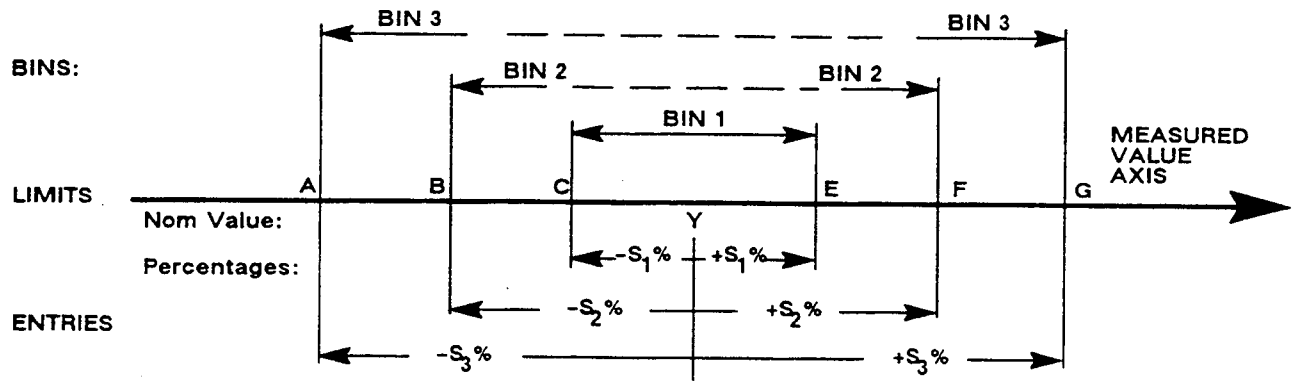 BIN 3 BIN 3
BINS:
BIN 2 BIN 2
BIN 1
MEASURED
VALUE
AXIS
LIMITS A B C E F G
Nom Value: Y
Percentages: -S1% +S1%
-S2% +S2%
ENTRIES
-S3% +S3%